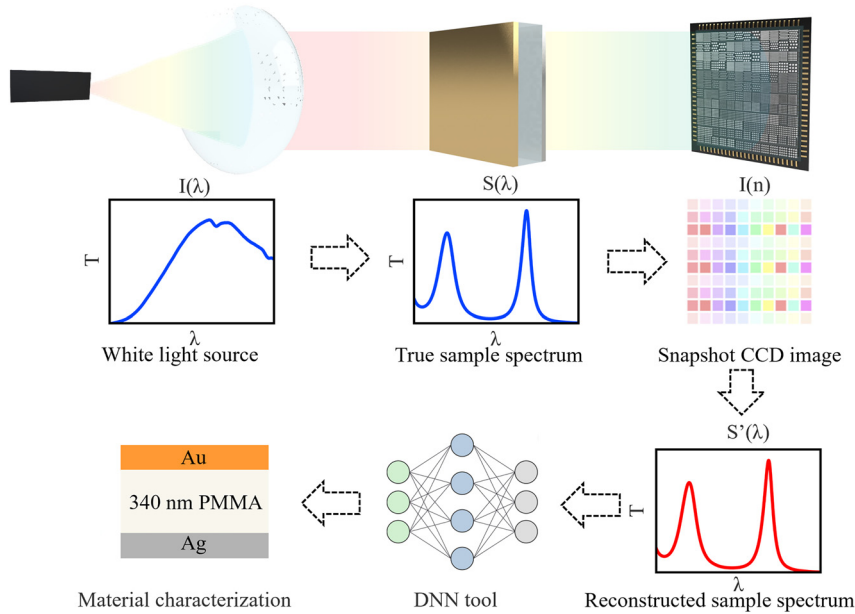 I(λ)
S(λ)
I(n)
T
λ
White light source
T
λ
True sample spectrum
Snapshot CCD image
S’(λ)
T
λ
Reconstructed sample spectrum
DNN tool
Au
340 nm PMMA
Ag
Material characterization